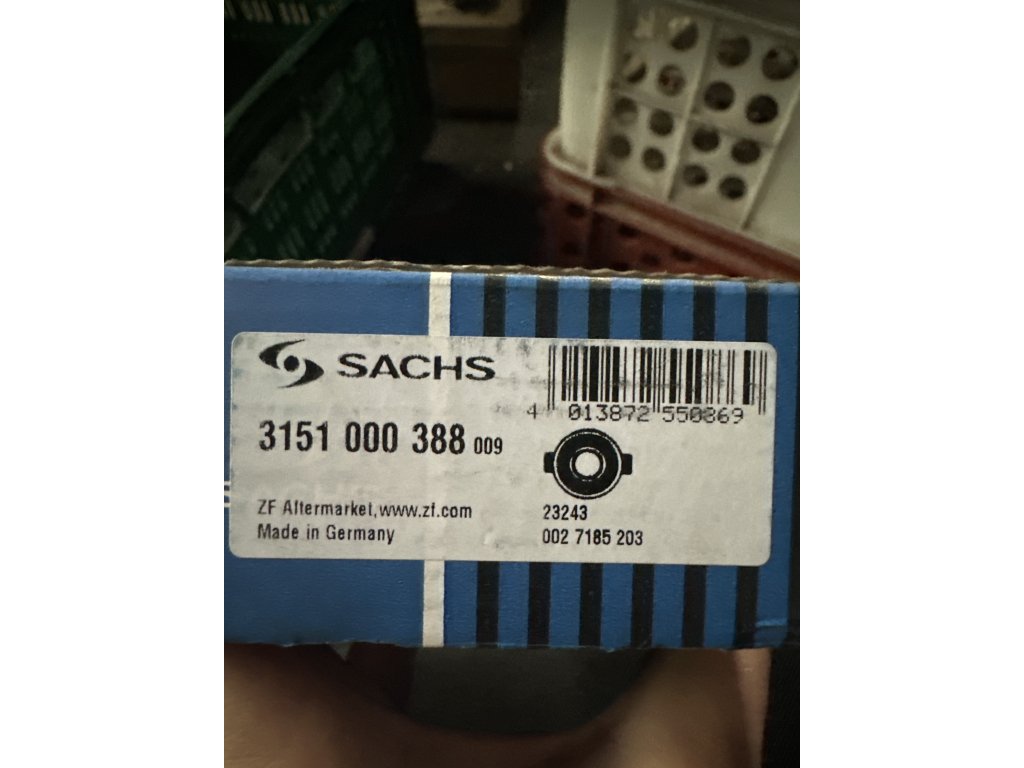 SACHS
4 013872 550869
3151 000 388 009
ZF Aftermarket, www.zf.com
Made in Germany
23243
002 7185 203